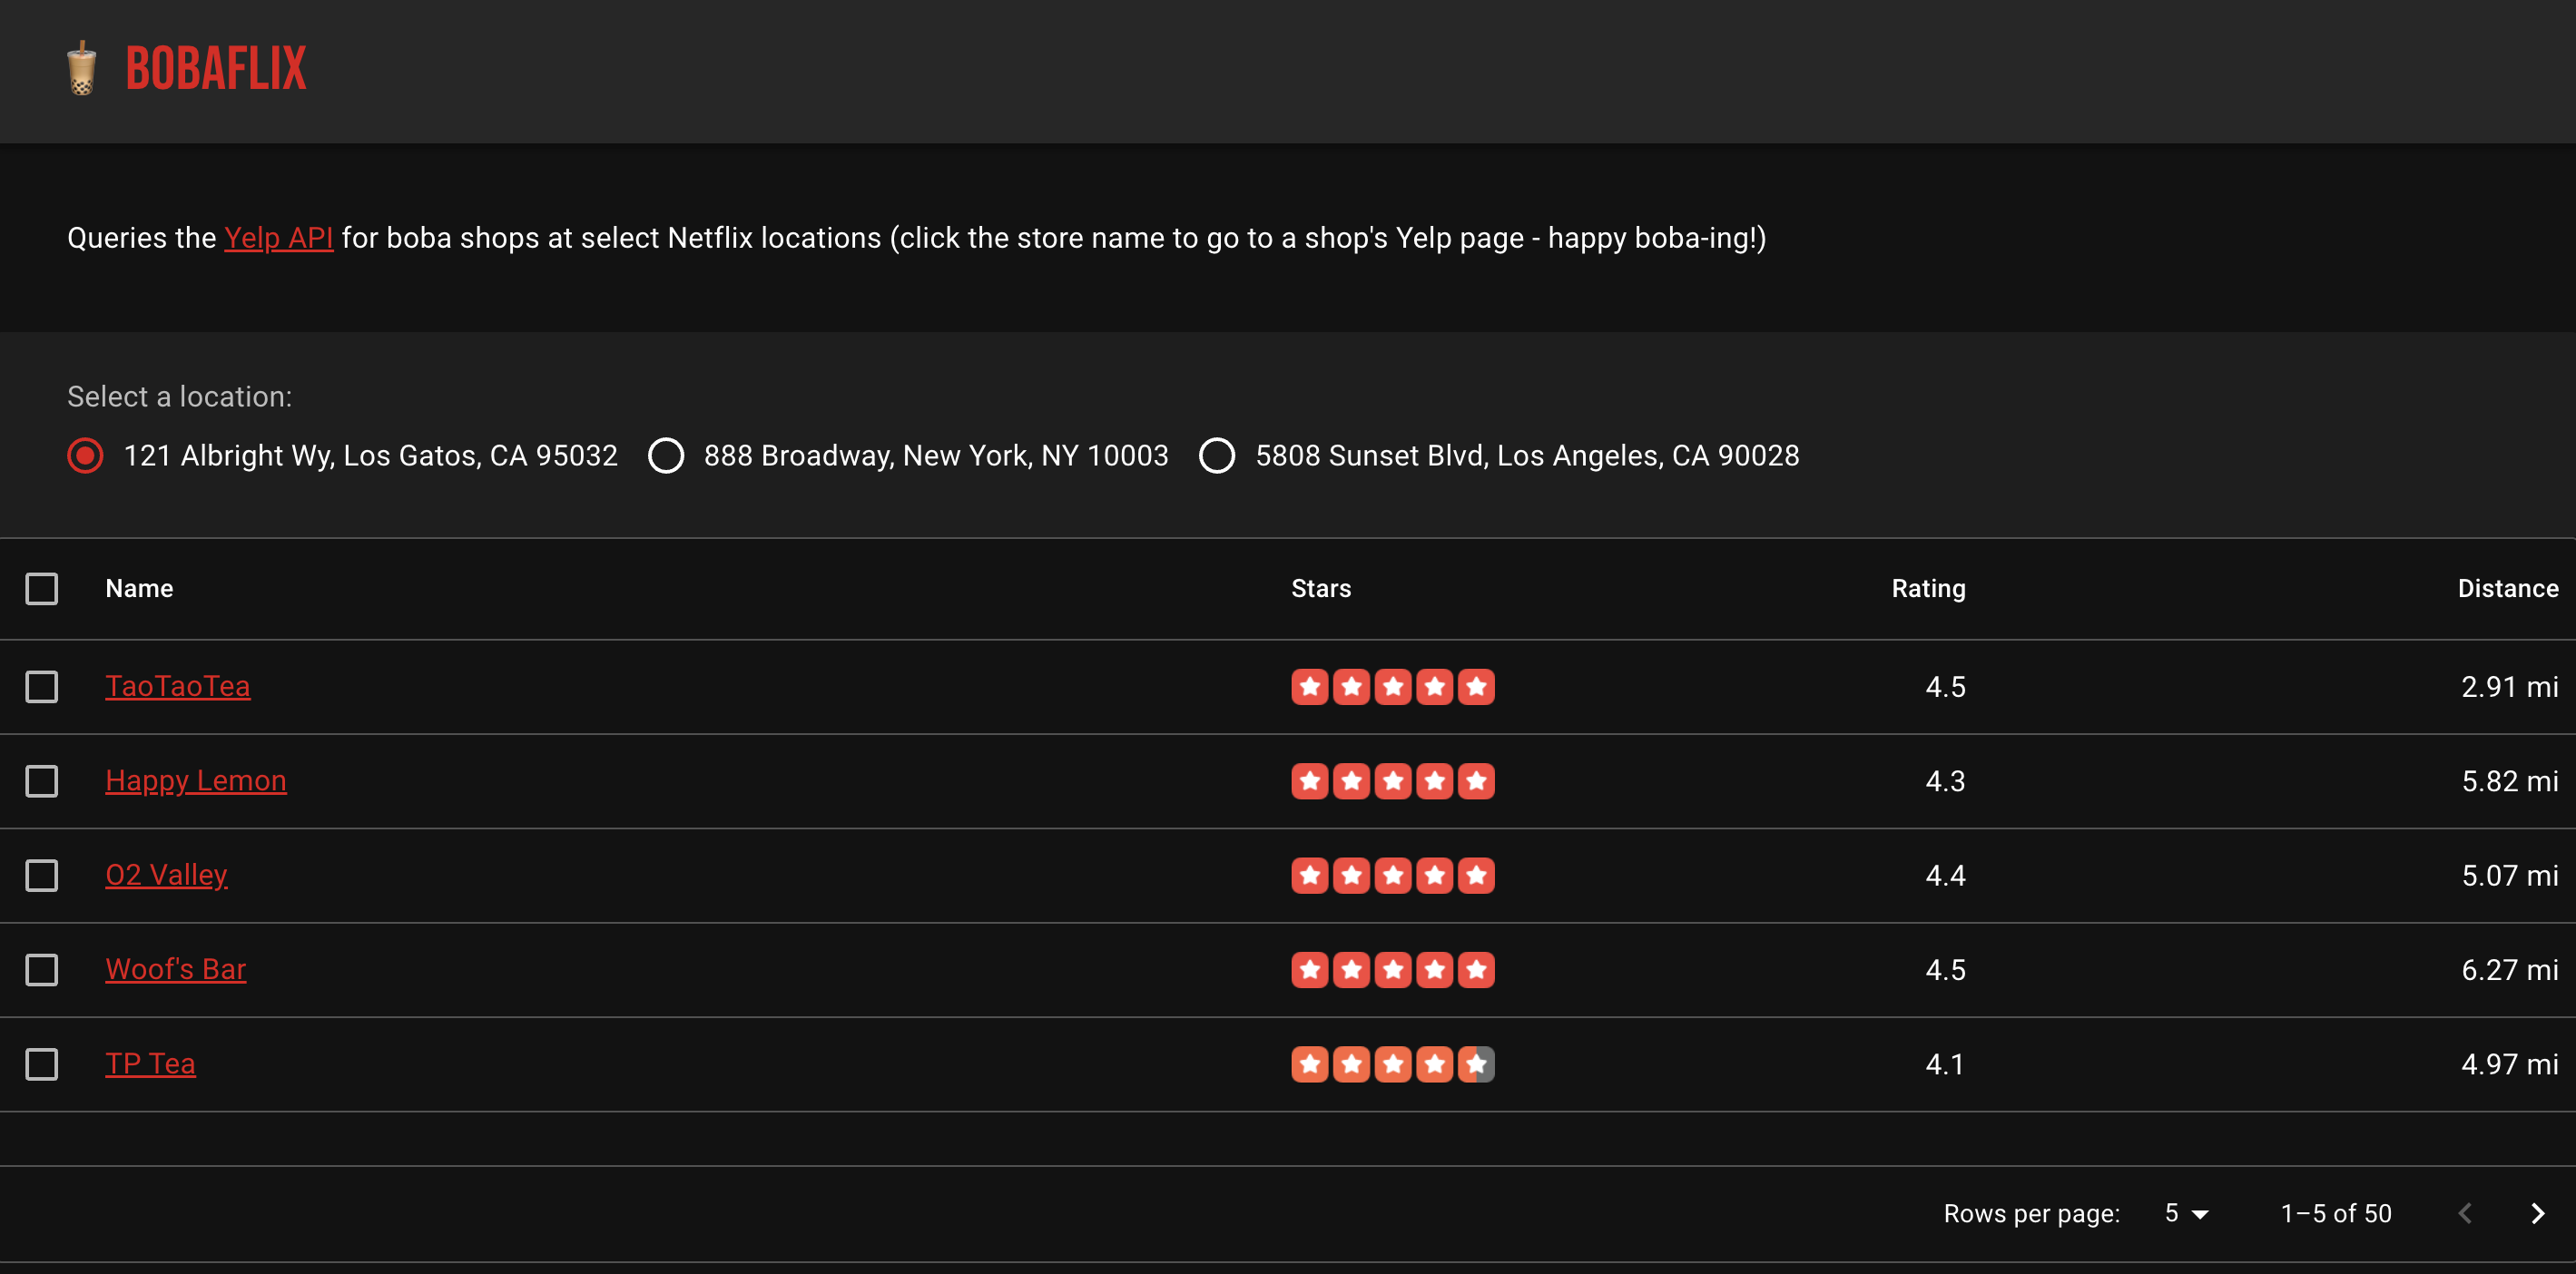 BOBAFLIX
Queries the Yelp API for boba shops at select Netflix locations (click the store name to go to a shop's Yelp page - happy boba-ing!)
Select a location:
121 Albright Wy, Los Gatos, CA 95032 888 Broadway, New York, NY 10003 5808 Sunset Blvd, Los Angeles, CA 90028
Name Stars Rating Distance
TaoTaoTea 4.5 2.91 mi
Happy Lemon 4.3 5.82 mi
O2 Valley 4.4 5.07 mi
Woof's Bar 4.5 6.27 mi
TP Tea 4.1 4.97 mi
Rows per page: 5 1–5 of 50